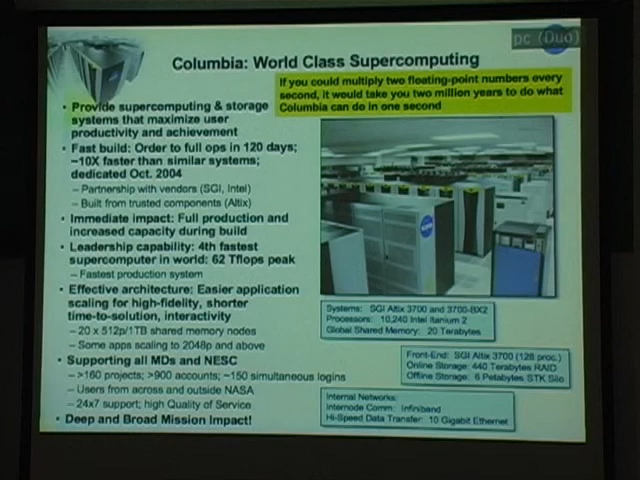 pc (Duo)
Columbia: World Class Supercomputing
If you could multiply two floating-point numbers every
second, it would take you two million years to do what
Columbia can do in one second
• Provide supercomputing & storage
systems that maximize user
productivity and achievement
• Fast build: Order to full ops in 120 days;
~10X faster than similar systems;
dedicated Oct. 2004
– Partnership with vendors (SGI, Intel)
– Built from trusted components (Altix)
• Immediate impact: Full production and
increased capacity during build
• Leadership capability: 4th fastest
supercomputer in world: 62 Tflops peak
– Fastest production system
• Effective architecture: Easier application
scaling for high-fidelity, shorter
time-to-solution, interactivity
– 20 x 512p/1TB shared memory nodes
– Some apps scaling to 2048p and above
• Supporting all MDs and NESC
– >160 projects; >900 accounts; ~150 simultaneous logins
– Users from across and outside NASA
– 24x7 support; high Quality of Service
• Deep and Broad Mission Impact!
Systems: SGI Altix 3700 and 3700-BX2
Processors: 10,240 Intel Itanium 2
Global Shared Memory: 20 Terabytes
Front-End: SGI Altix 3700 (128 proc.)
Online Storage: 440 Terabytes RAID
Offline Storage: 6 Petabytes STK Silo
Internal Networks:
Internode Comm: Infiniband
Hi-Speed Data Transfer: 10 Gigabit Ethernet